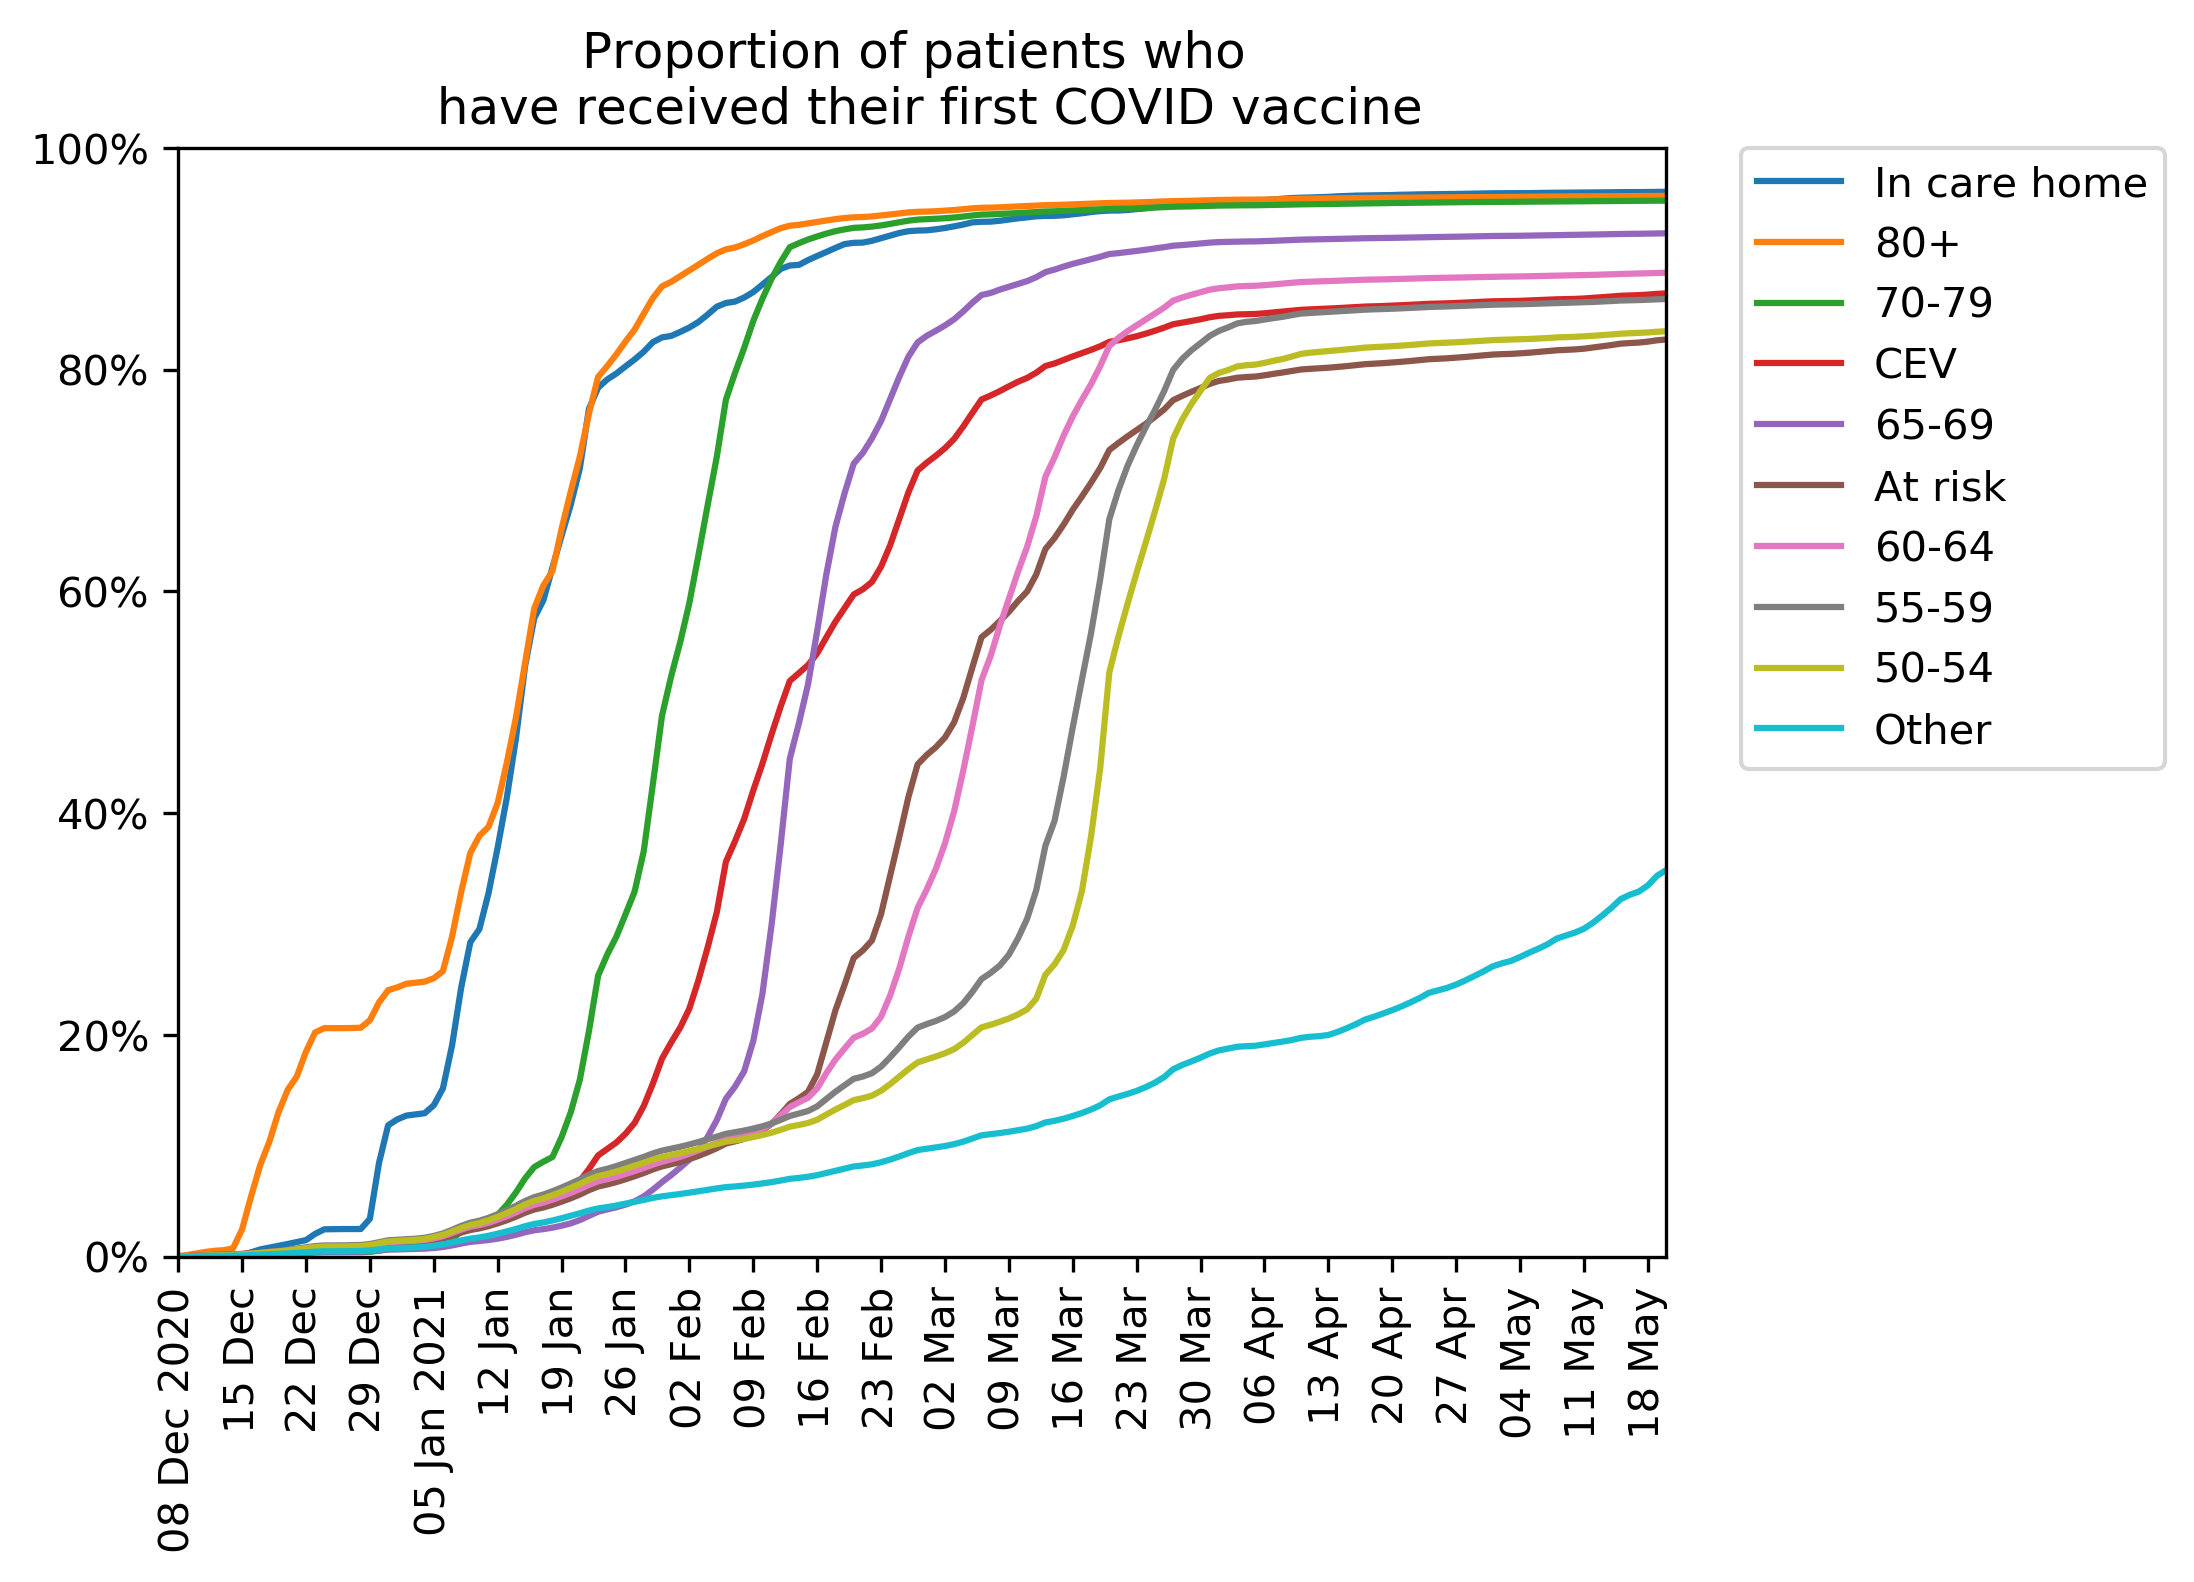 Proportion of patients who
have received their first COVID vaccine
100%
80%
60%
40%
20%
0%
08 Dec 2020
15 Dec
22 Dec
29 Dec
05 Jan 2021
12 Jan
19 Jan
26 Jan
02 Feb
09 Feb
16 Feb
23 Feb
02 Mar
09 Mar
16 Mar
23 Mar
30 Mar
06 Apr
13 Apr
20 Apr
27 Apr
04 May
11 May
18 May
In care home
80+
70-79
CEV
65-69
At risk
60-64
55-59
50-54
Other